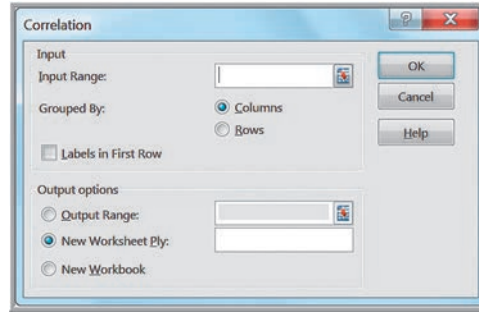 Correlation
Input
Input Range:
Grouped By:
Columns
Rows
Labels in First Row
Output options
Output Range:
New Worksheet Ply:
New Workbook
OK
Cancel
Help